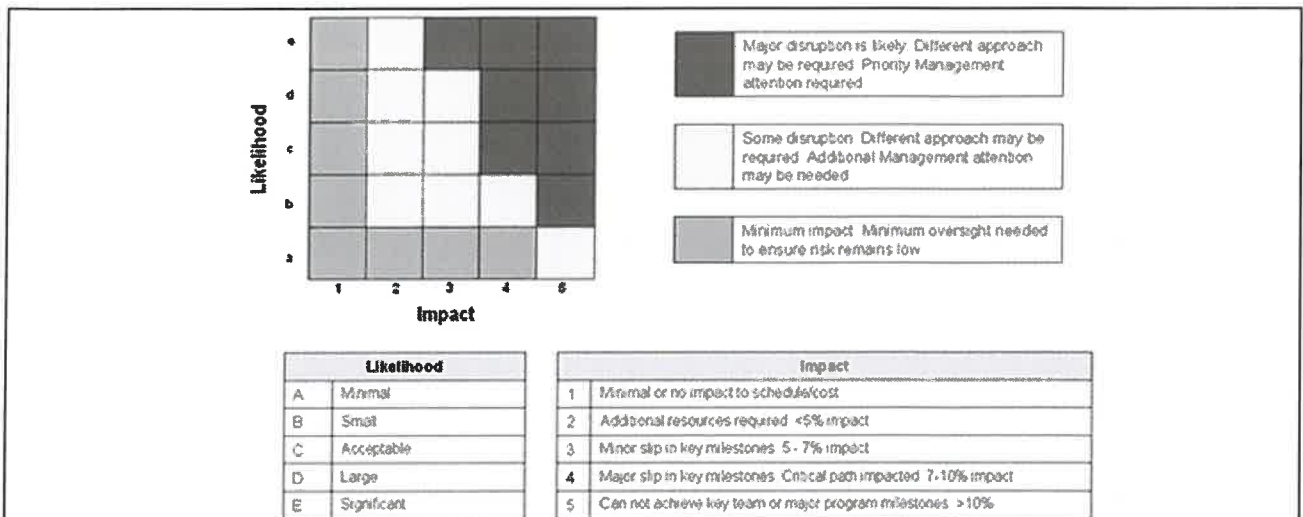 Likelihood
e
d
c
b
a
1 2 3 4 5
Impact
Major disruption is likely. Different approach
may be required. Priority Management
attention required
Some disruption. Different approach may be
required. Additional Management attention
may be needed
Minimum impact. Minimum oversight needed
to ensure risk remains low
Likelihood
A Minimal
B Small
C Acceptable
D Large
E Significant
Impact
1 Minimal or no impact to schedule/cost
2 Additional resources required <5% impact
3 Minor slip in key milestones 5 - 7% impact
4 Major slip in key milestones Critical path impacted 7-10% impact
5 Can not achieve key team or major program milestones >10%